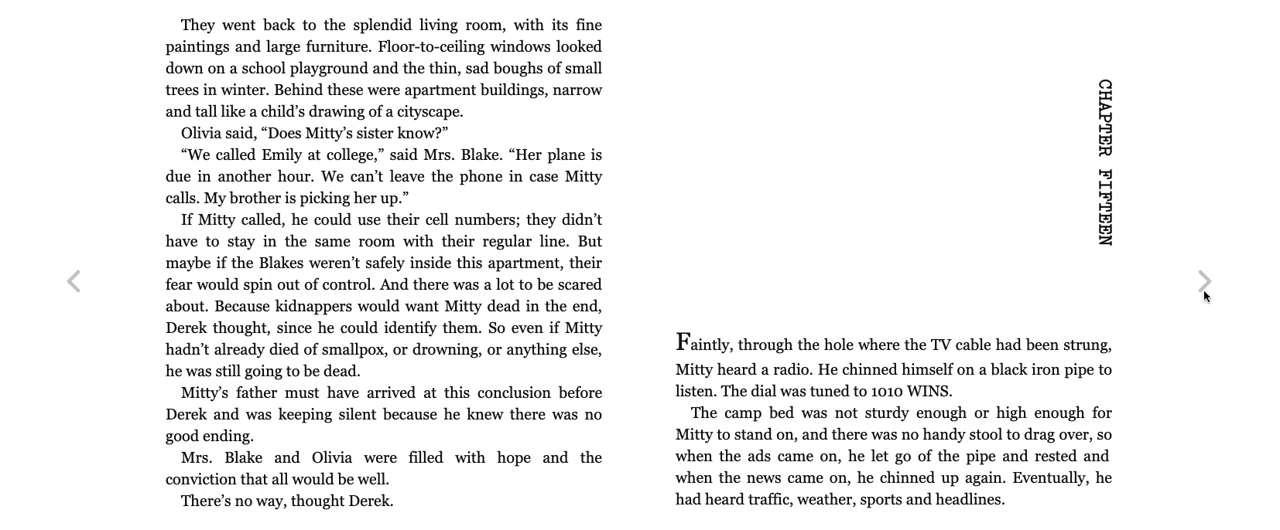 They went back to the splendid living room, with its fine
paintings and large furniture. Floor-to-ceiling windows looked
down on a school playground and the thin, sad boughs of small
trees in winter. Behind these were apartment buildings, narrow
and tall like a child’s drawing of a cityscape.
Olivia said, “Does Mitty’s sister know?”
“We called Emily at college,” said Mrs. Blake. “Her plane is
due in another hour. We can’t leave the phone in case Mitty
calls. My brother is picking her up.”
If Mitty called, he could use their cell numbers; they didn’t
have to stay in the same room with their regular line. But
maybe if the Blakes weren’t safely inside this apartment, their
fear would spin out of control. And there was a lot to be scared
about. Because kidnappers would want Mitty dead in the end,
Derek thought, since he could identify them. So even if Mitty
hadn’t already died of smallpox, or drowning, or anything else,
he was still going to be dead.
Mitty’s father must have arrived at this conclusion before
Derek and was keeping silent because he knew there was no
good ending.
Mrs. Blake and Olivia were filled with hope and the
conviction that all would be well.
There’s no way, thought Derek.
CHAPTER FIFTEEN
Faintly, through the hole where the TV cable had been strung,
Mitty heard a radio. He chinned himself on a black iron pipe to
listen. The dial was tuned to 1010 WINS.
The camp bed was not sturdy enough or high enough for
Mitty to stand on, and there was no handy stool to drag over, so
when the ads came on, he let go of the pipe and rested and
when the news came on, he chinned up again. Eventually, he
had heard traffic, weather, sports and headlines.